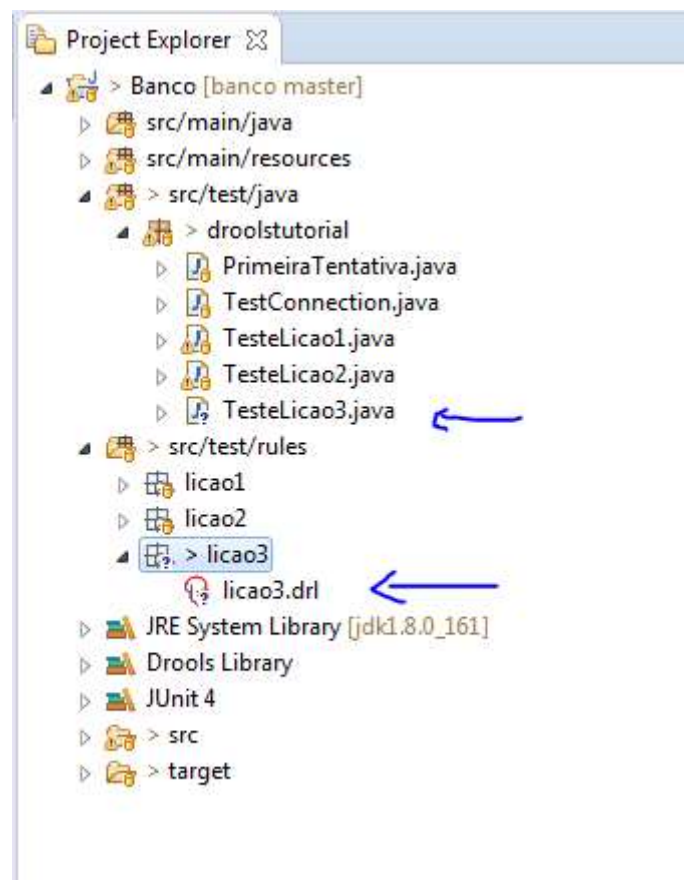 Project Explorer
> Banco [banco master]
src/main/java
src/main/resources
> src/test/java
> droolstutorial
PrimeiraTentativa.java
TestConnection.java
TesteLicao1.java
TesteLicao2.java
TesteLicao3.java
> src/test/rules
licao1
licao2
> licao3
licao3.drl
JRE System Library [jdk1.8.0_161]
Drools Library
JUnit 4
> src
> target